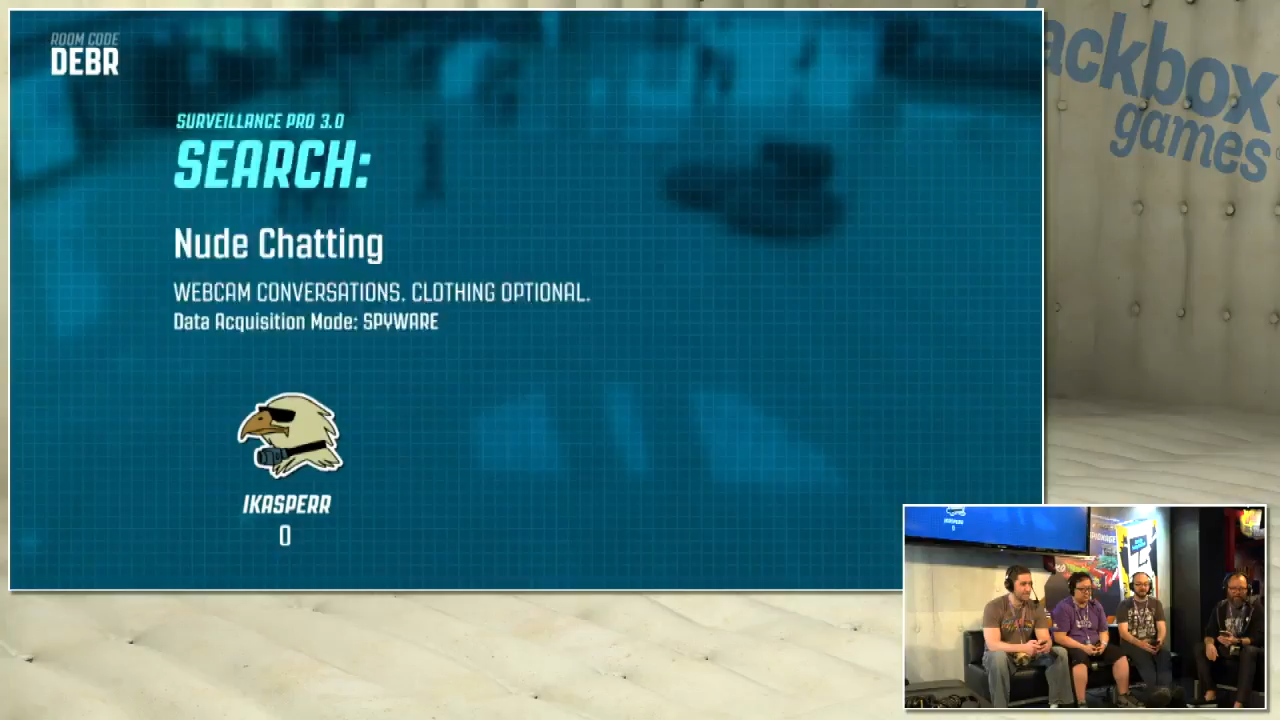 ROOM CODE
DEBR
SURVEILLANCE PRO 3.0
SEARCH:
Nude Chatting
WEBCAM CONVERSATIONS. CLOTHING OPTIONAL.
Data Acquisition Mode: SPYWARE
IKASPERR
0
ackbox
games
IKASPERR